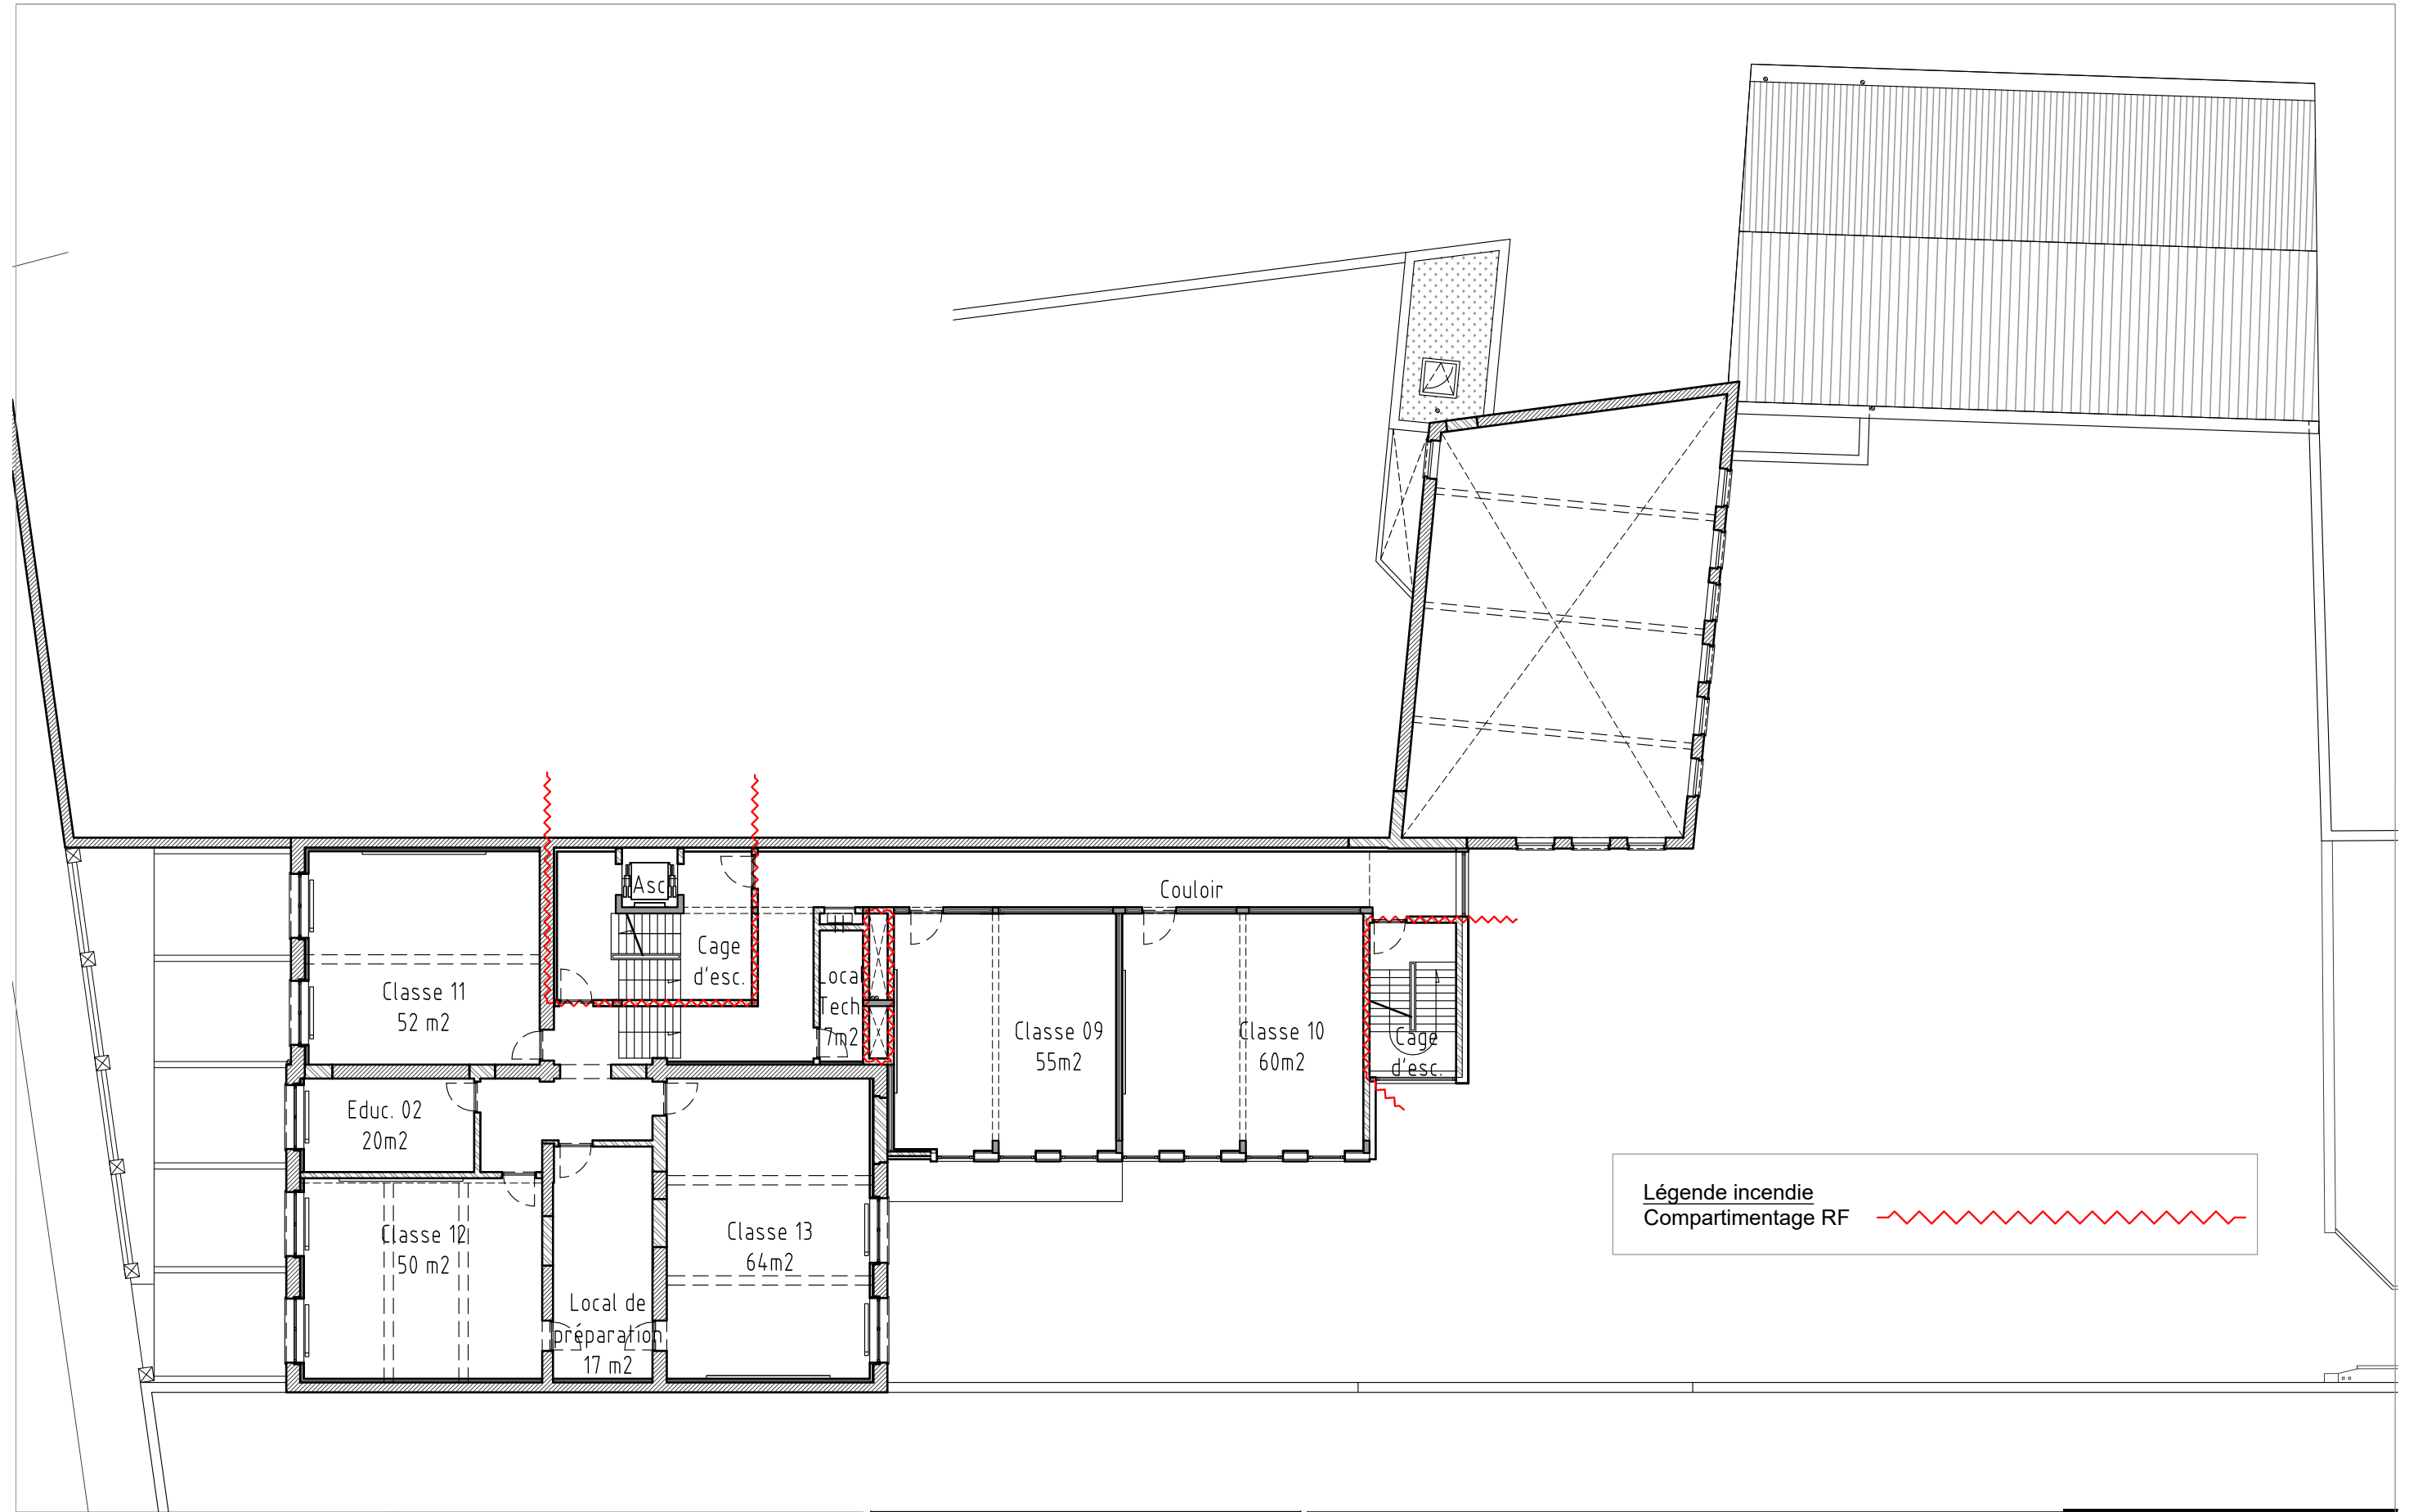 Asc
Couloir
Cage
d'esc.
Classe 11
52 m2
Local
Tech
7m2
Classe 09
55m2
Classe 10
60m2
Cage
d'esc.
Educ. 02
20m2
Classe 12
50 m2
Classe 13
64m2
Local de
préparation
17 m2
Légende incendie
Compartimentage RF